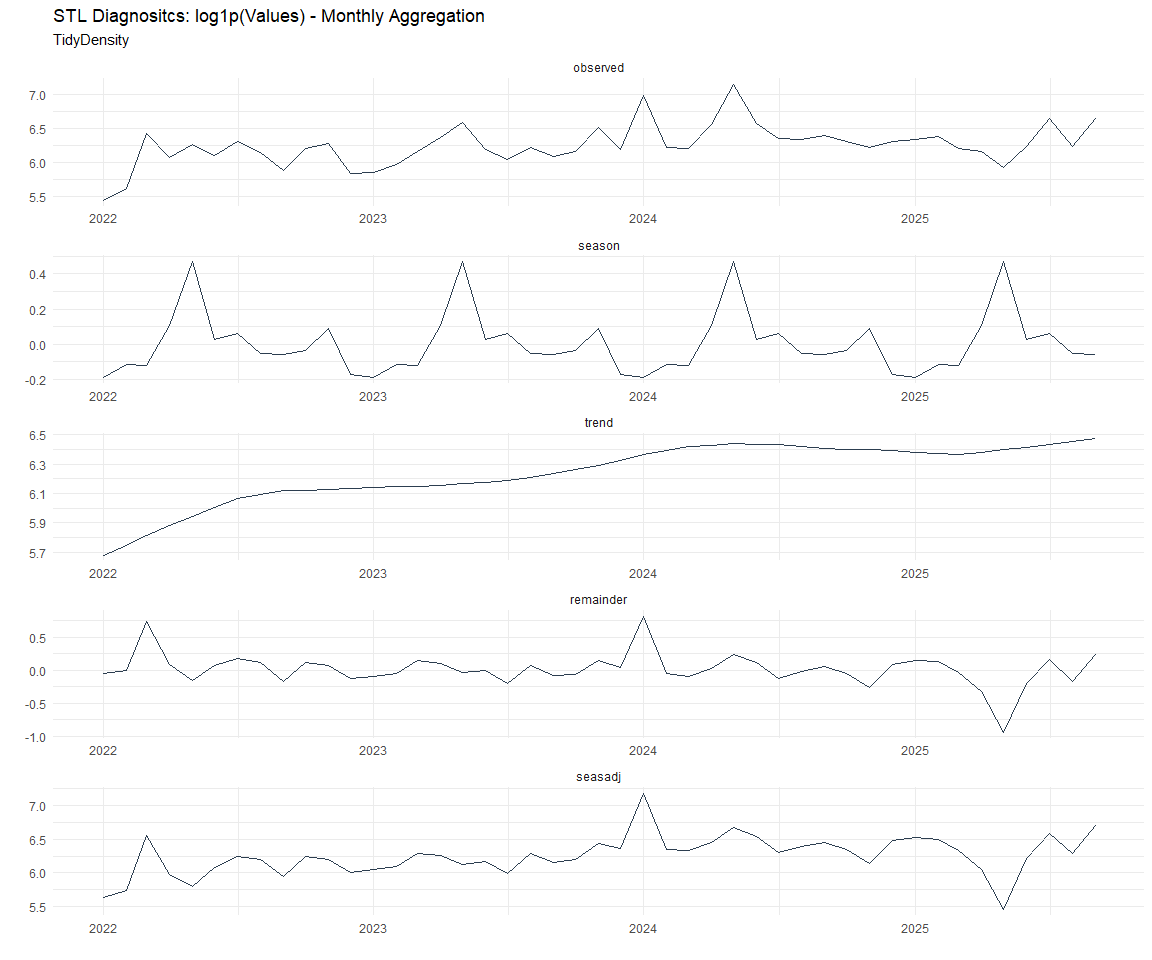 STL Diagnositcs: log1p(Values) - Monthly Aggregation
TidyDensity
observed
7.0
6.5
6.0
5.5
2022 2023 2024 2025
season
0.4
0.2
0.0
-0.2
2022 2023 2024 2025
trend
6.5
6.3
6.1
5.9
5.7
2022 2023 2024 2025
remainder
0.5
0.0
-0.5
-1.0
2022 2023 2024 2025
seasadj
7.0
6.5
6.0
5.5
2022 2023 2024 2025